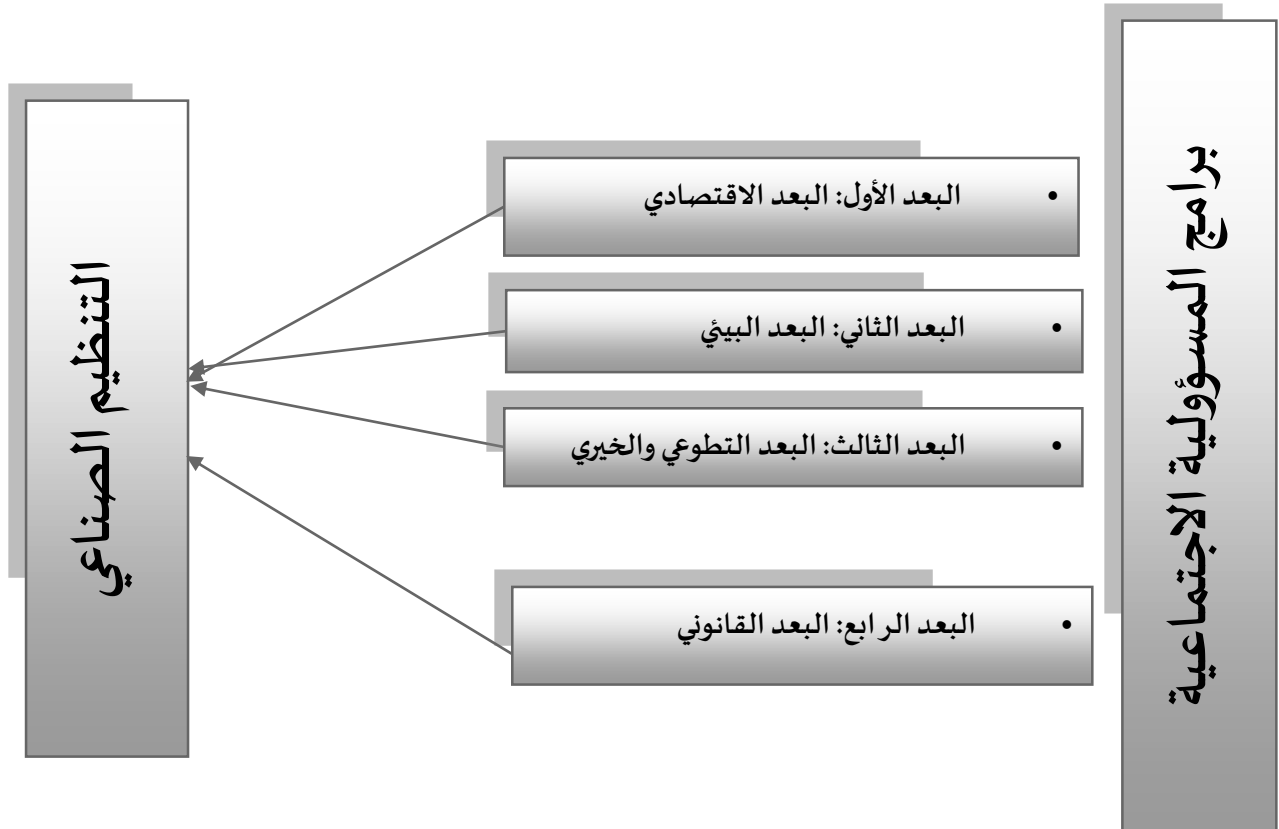 برامج المسؤولية الاجتماعية
• البعد الأول: البعد الاقتصادي
• البعد الثاني: البعد البيئي
• البعد الثالث: البعد التطوعي والخيري
• البعد الرابع: البعد القانوني
التنظيم الصناعي